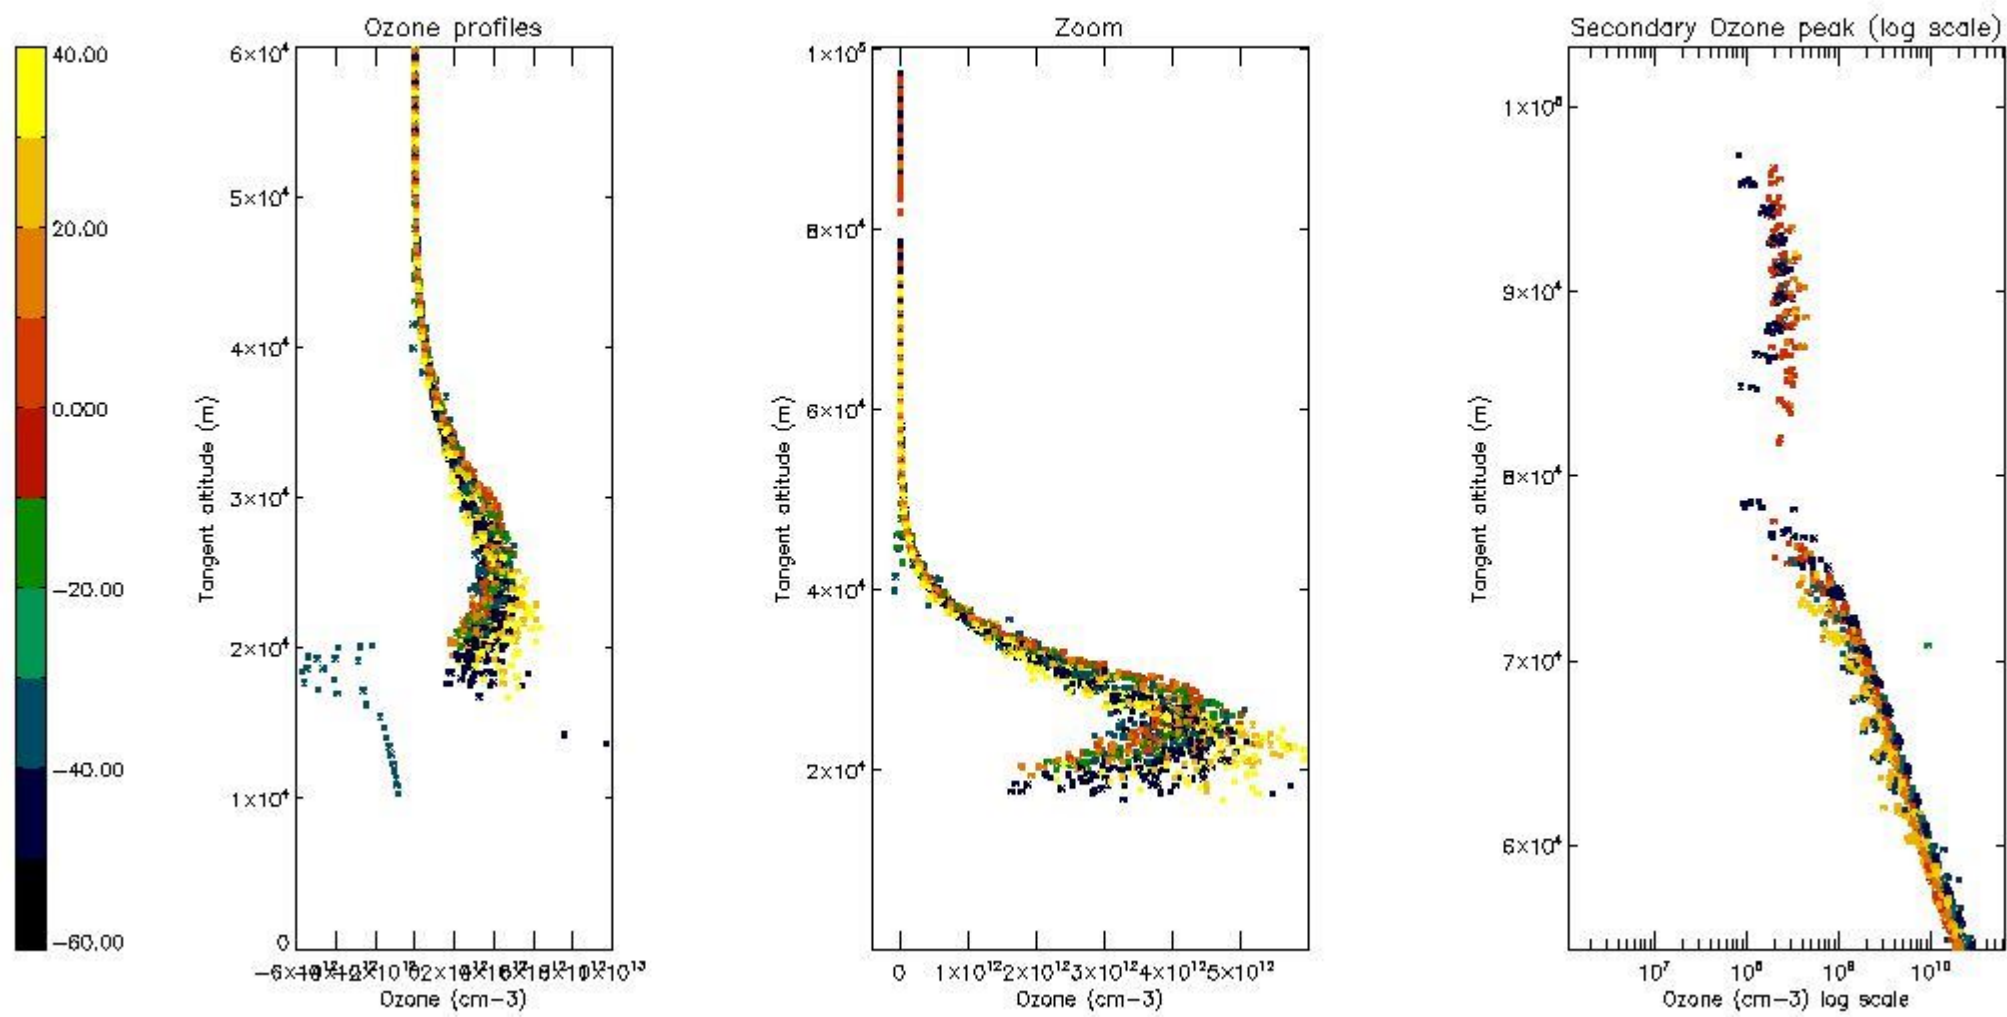 Ozone profiles
Zoom
Secondary Ozone peak (log scale)
40.00
20.00
0.000
−20.00
−40.00
−60.00
6×10⁴
5×10⁴
4×10⁴
3×10⁴
2×10⁴
1×10⁴
0
Tangent altitude (m)
Ozone (cm−3)
1×10⁵
8×10⁴
6×10⁴
4×10⁴
2×10⁴
Tangent altitude (m)
0 1×10¹² 2×10¹² 3×10¹² 4×10¹² 5×10¹²
Ozone (cm−3)
9×10⁴
8×10⁴
7×10⁴
6×10⁴
Tangent altitude (m)
10⁷ 10⁸ 10⁹ 10¹⁰
Ozone (cm−3) log scale